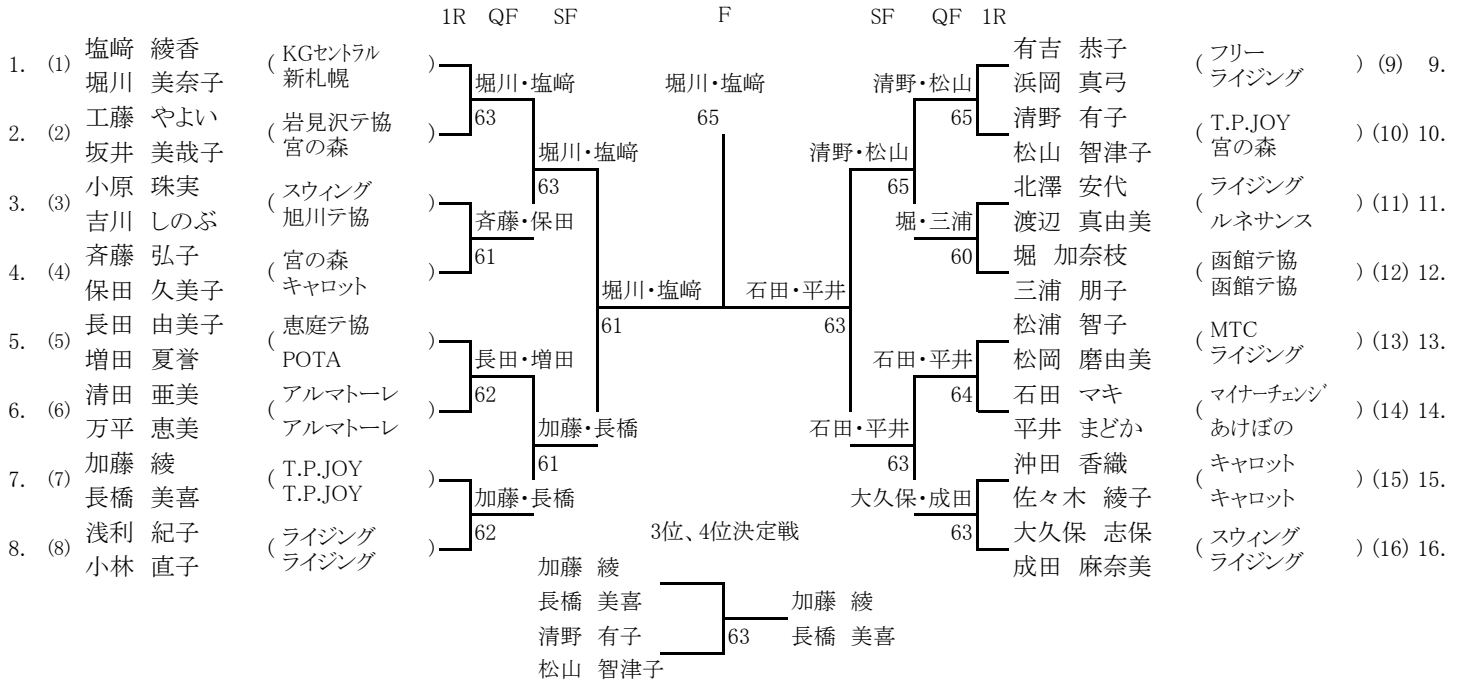 1R QF SF F SF QF 1R
1. (1) 塩﨑 綾香 ( KGセントラル
堀川 美奈子 新札幌 )
2. (2) 工藤 やよい ( 岩見沢テ協
坂井 美哉子 宮の森 )
3. (3) 小原 珠実 ( スウィング
吉川 しのぶ 旭川テ協 )
4. (4) 斉藤 弘子 ( 宮の森
保田 久美子 キャロット )
5. (5) 長田 由美子 ( 恵庭テ協
増田 夏誉 POTA )
6. (6) 清田 亜美 ( アルマトーレ
万平 恵美 アルマトーレ )
7. (7) 加藤 綾 ( T.P.JOY
長橋 美喜 T.P.JOY )
8. (8) 浅利 紀子 ( ライジング
小林 直子 ライジング )
堀川・塩﨑
63
斉藤・保田
61
長田・増田
62
加藤・長橋
62
堀川・塩﨑
63
加藤・長橋
61
堀川・塩﨑
61
堀川・塩﨑
65
石田・平井
63
清野・松山
65
石田・平井
63
清野・松山
65
堀・三浦
60
石田・平井
64
大久保・成田
63
有吉 恭子 ( フリー
浜岡 真弓 ライジング ) (9) 9.
清野 有子 ( T.P.JOY
松山 智津子 宮の森 ) (10) 10.
北澤 安代 ( ライジング
渡辺 真由美 ルネサンス ) (11) 11.
堀 加奈枝 ( 函館テ協
三浦 朋子 函館テ協 ) (12) 12.
松浦 智子 ( MTC
松岡 磨由美 ライジング ) (13) 13.
石田 マキ ( マイナーチェンジ
平井 まどか あけぼの ) (14) 14.
沖田 香織 ( キャロット
佐々木 綾子 キャロット ) (15) 15.
大久保 志保 ( スウィング
成田 麻奈美 ライジング ) (16) 16.
3位、4位決定戦
加藤 綾
長橋 美喜
清野 有子
松山 智津子
63
加藤 綾
長橋 美喜